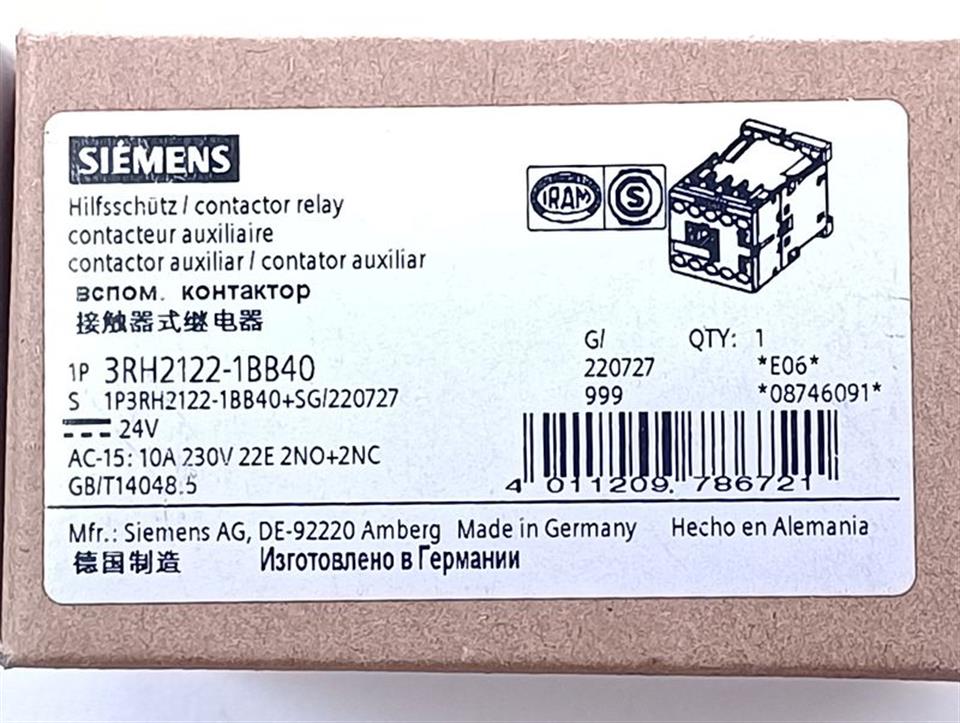 SIEMENS
IRAM S
Hilfsschütz / contactor relay
contacteur auxiliaire
contactor auxiliar / contator auxiliar
вспом. контактор
接触器式继电器
G/ QTY: 1
1P 3RH2122-1BB40 220727 *E06*
S 1P3RH2122-1BB40+SG/220727 999 *08746091*
24V
AC-15: 10A 230V 22E 2NO+2NC
GB/T14048.5
4 011209 786721
Mfr.: Siemens AG, DE-92220 Amberg Made in Germany Hecho en Alemania
德国制造 Изготовлено в Германии